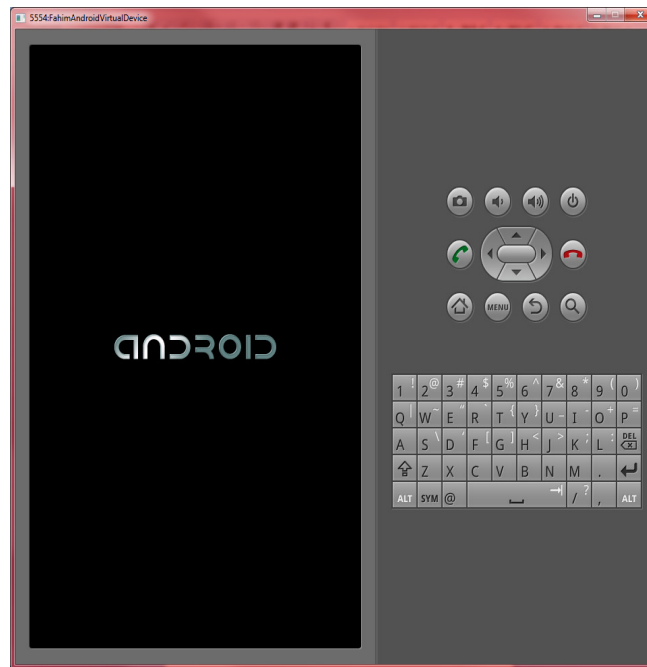 5554:FahimAndroidVirtualDevice
ANDROID
MENU
1 ! 2 @ 3 # 4 $ 5 % 6 ^ 7 & 8 * 9 ( 0 )
Q | W ~ E " R ` T { Y } U _ I - O + P =
A S \ D ' F [ G ] H < J > K ; L : DEL
Z X C V B N M .
ALT SYM @ / ? , ALT